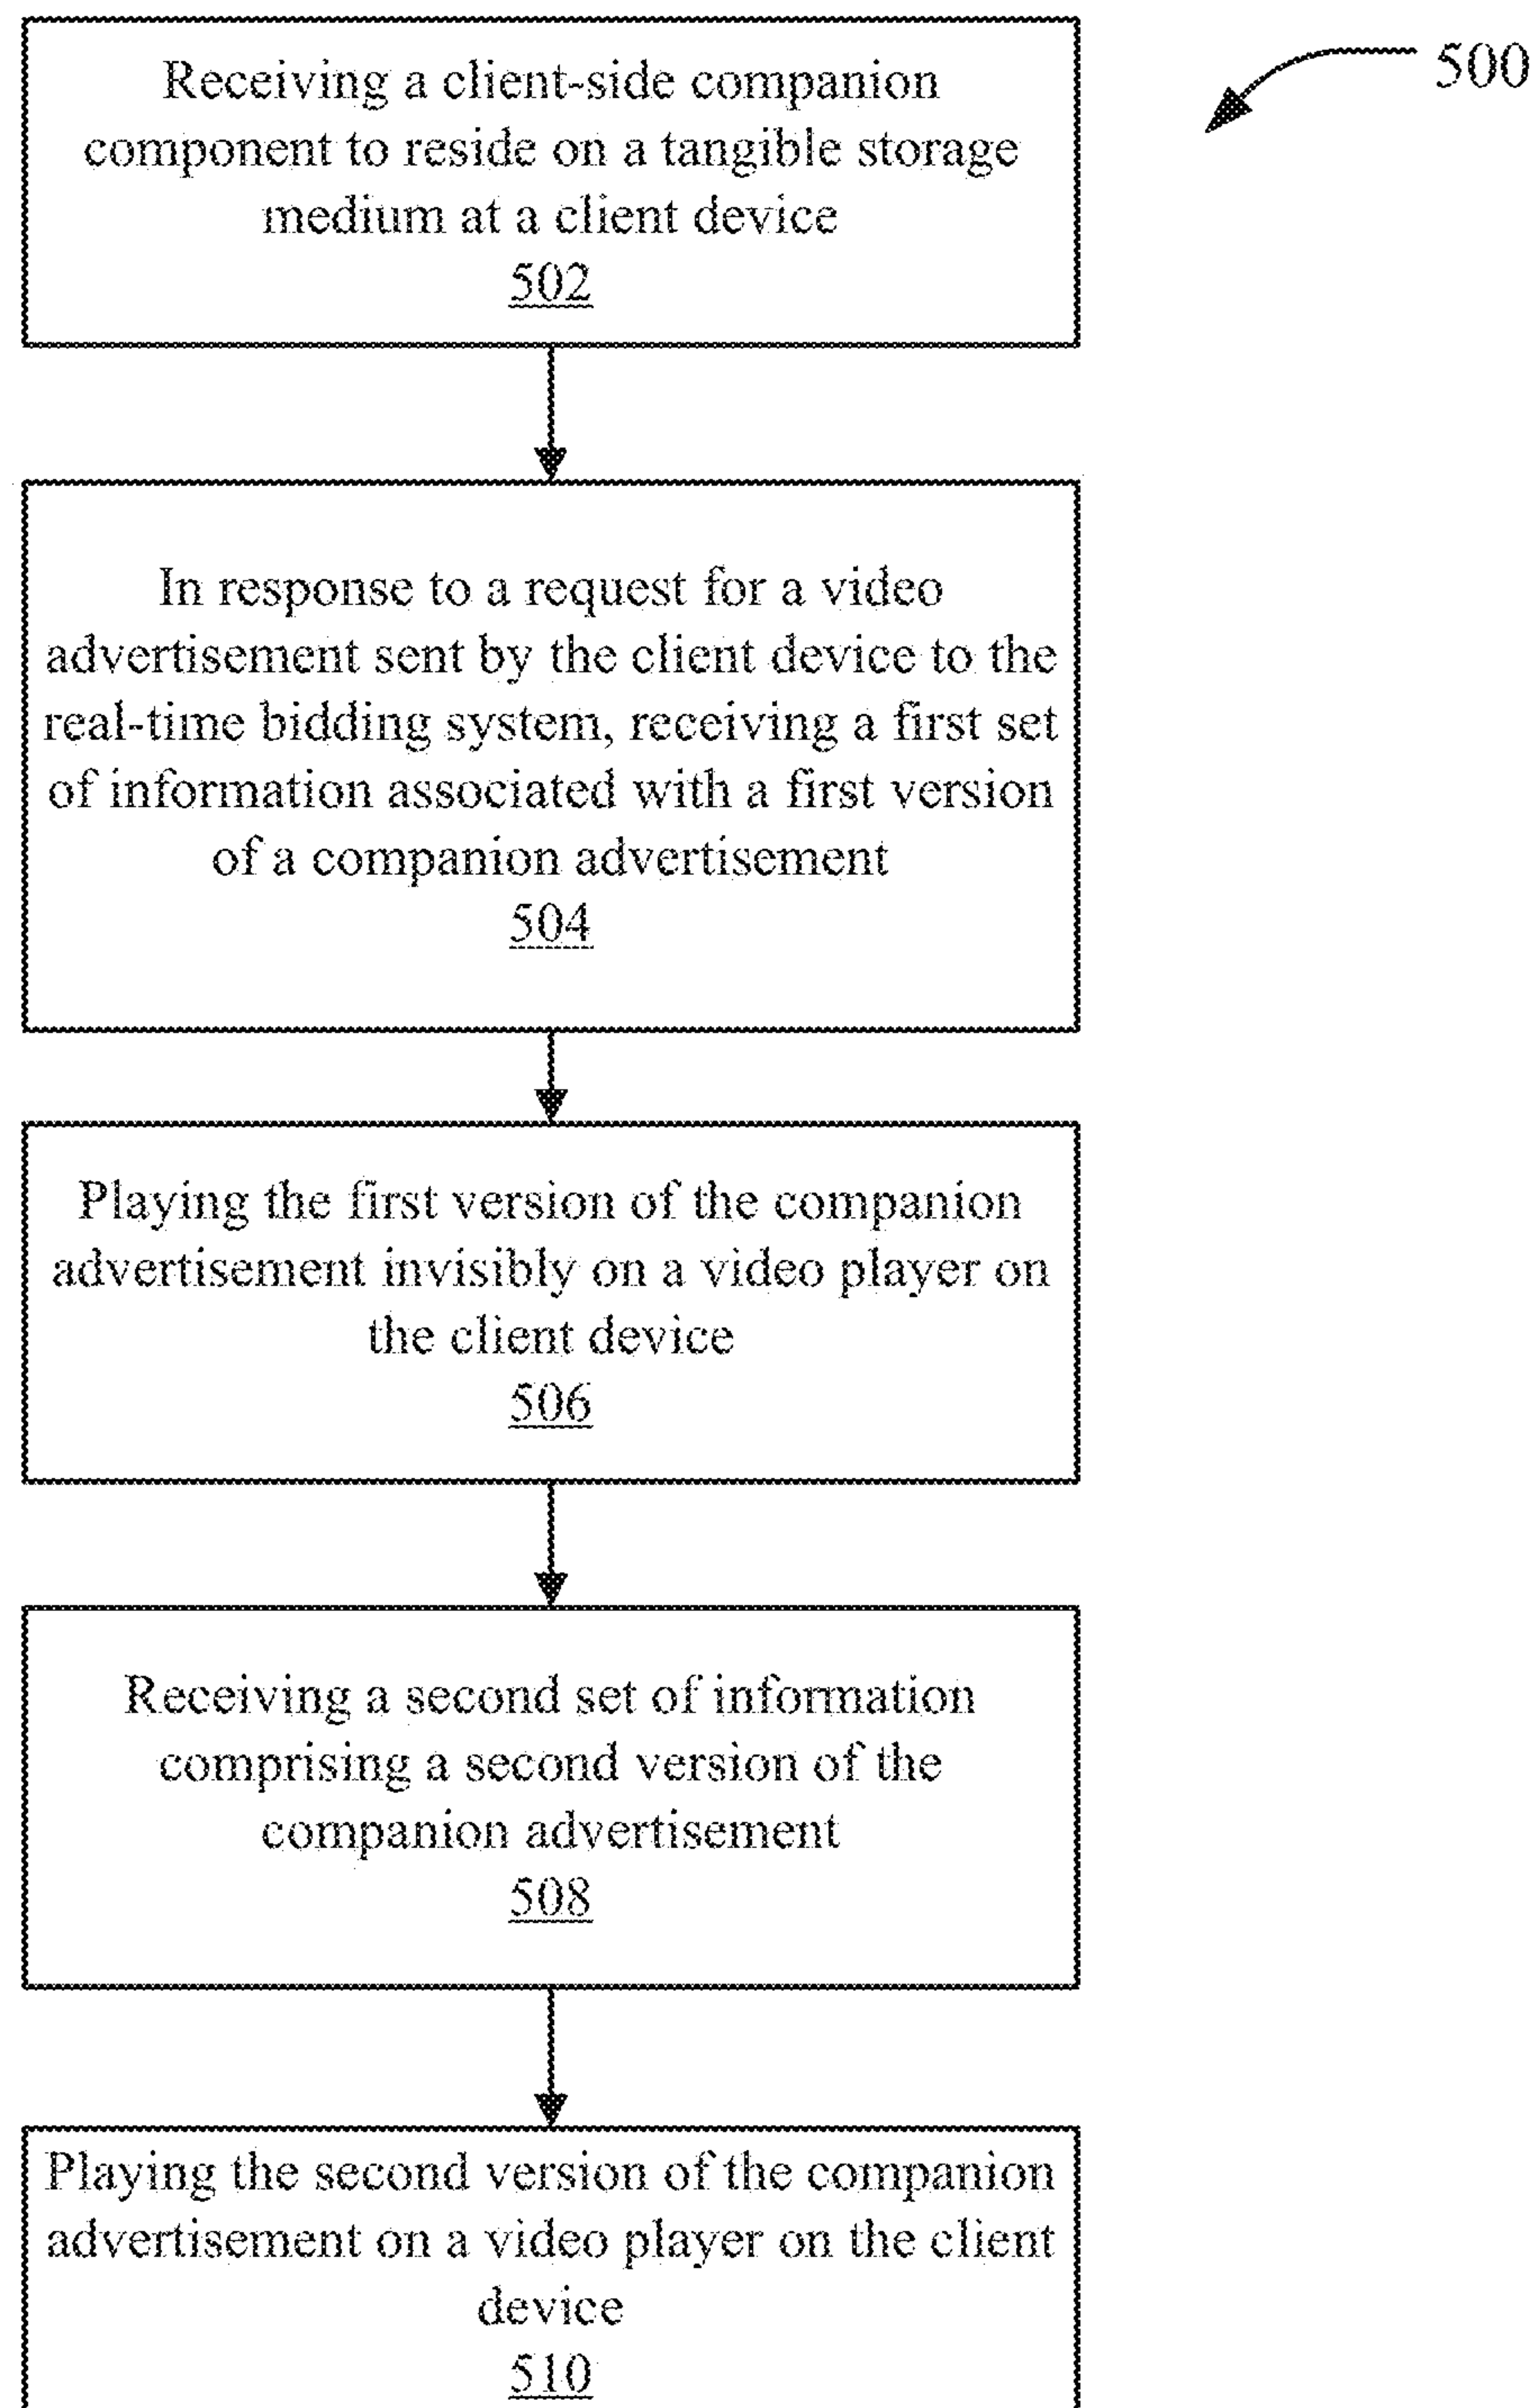 500
Receiving a client-side companion
component to reside on a tangible storage
medium at a client device
502
In response to a request for a video
advertisement sent by the client device to the
real-time bidding system, receiving a first set
of information associated with a first version
of a companion advertisement
504
Playing the first version of the companion
advertisement invisibly on a video player on
the client device
506
Receiving a second set of information
comprising a second version of the
companion advertisement
508
Playing the second version of the companion
advertisement on a video player on the client
device
510